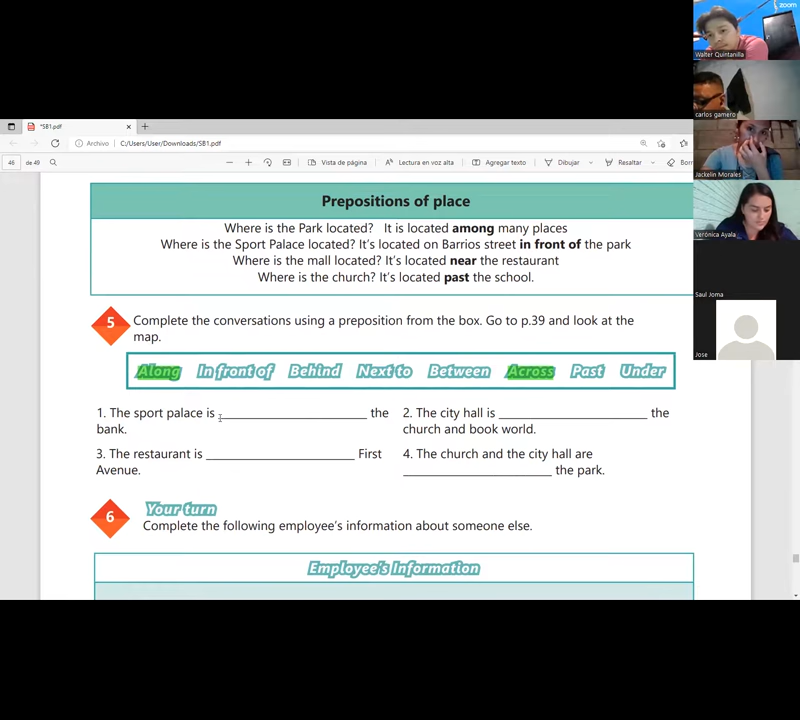 zoom
Walter Quintanilla
carlos gamero
Jackelin Morales
Verónica Ayala
Saul Joma
Jose
*SB1.pdf
Archivo C:/Users/User/Downloads/SB1.pdf
46 de 49 Vista de página Lectura en voz alta Agregar texto Dibujar Resaltar Borr
Prepositions of place
Where is the Park located? It is located among many places
Where is the Sport Palace located? It's located on Barrios street in front of the park
Where is the mall located? It's located near the restaurant
Where is the church? It's located past the school.
5 Complete the conversations using a preposition from the box. Go to p.39 and look at the
map.
Along In front of Behind Next to Between Across Past Under
1. The sport palace is ____________________ the
bank.
2. The city hall is ____________________ the
church and book world.
3. The restaurant is ____________________ First
Avenue.
4. The church and the city hall are
____________________ the park.
6 Your turn
Complete the following employee's information about someone else.
Employee's Information